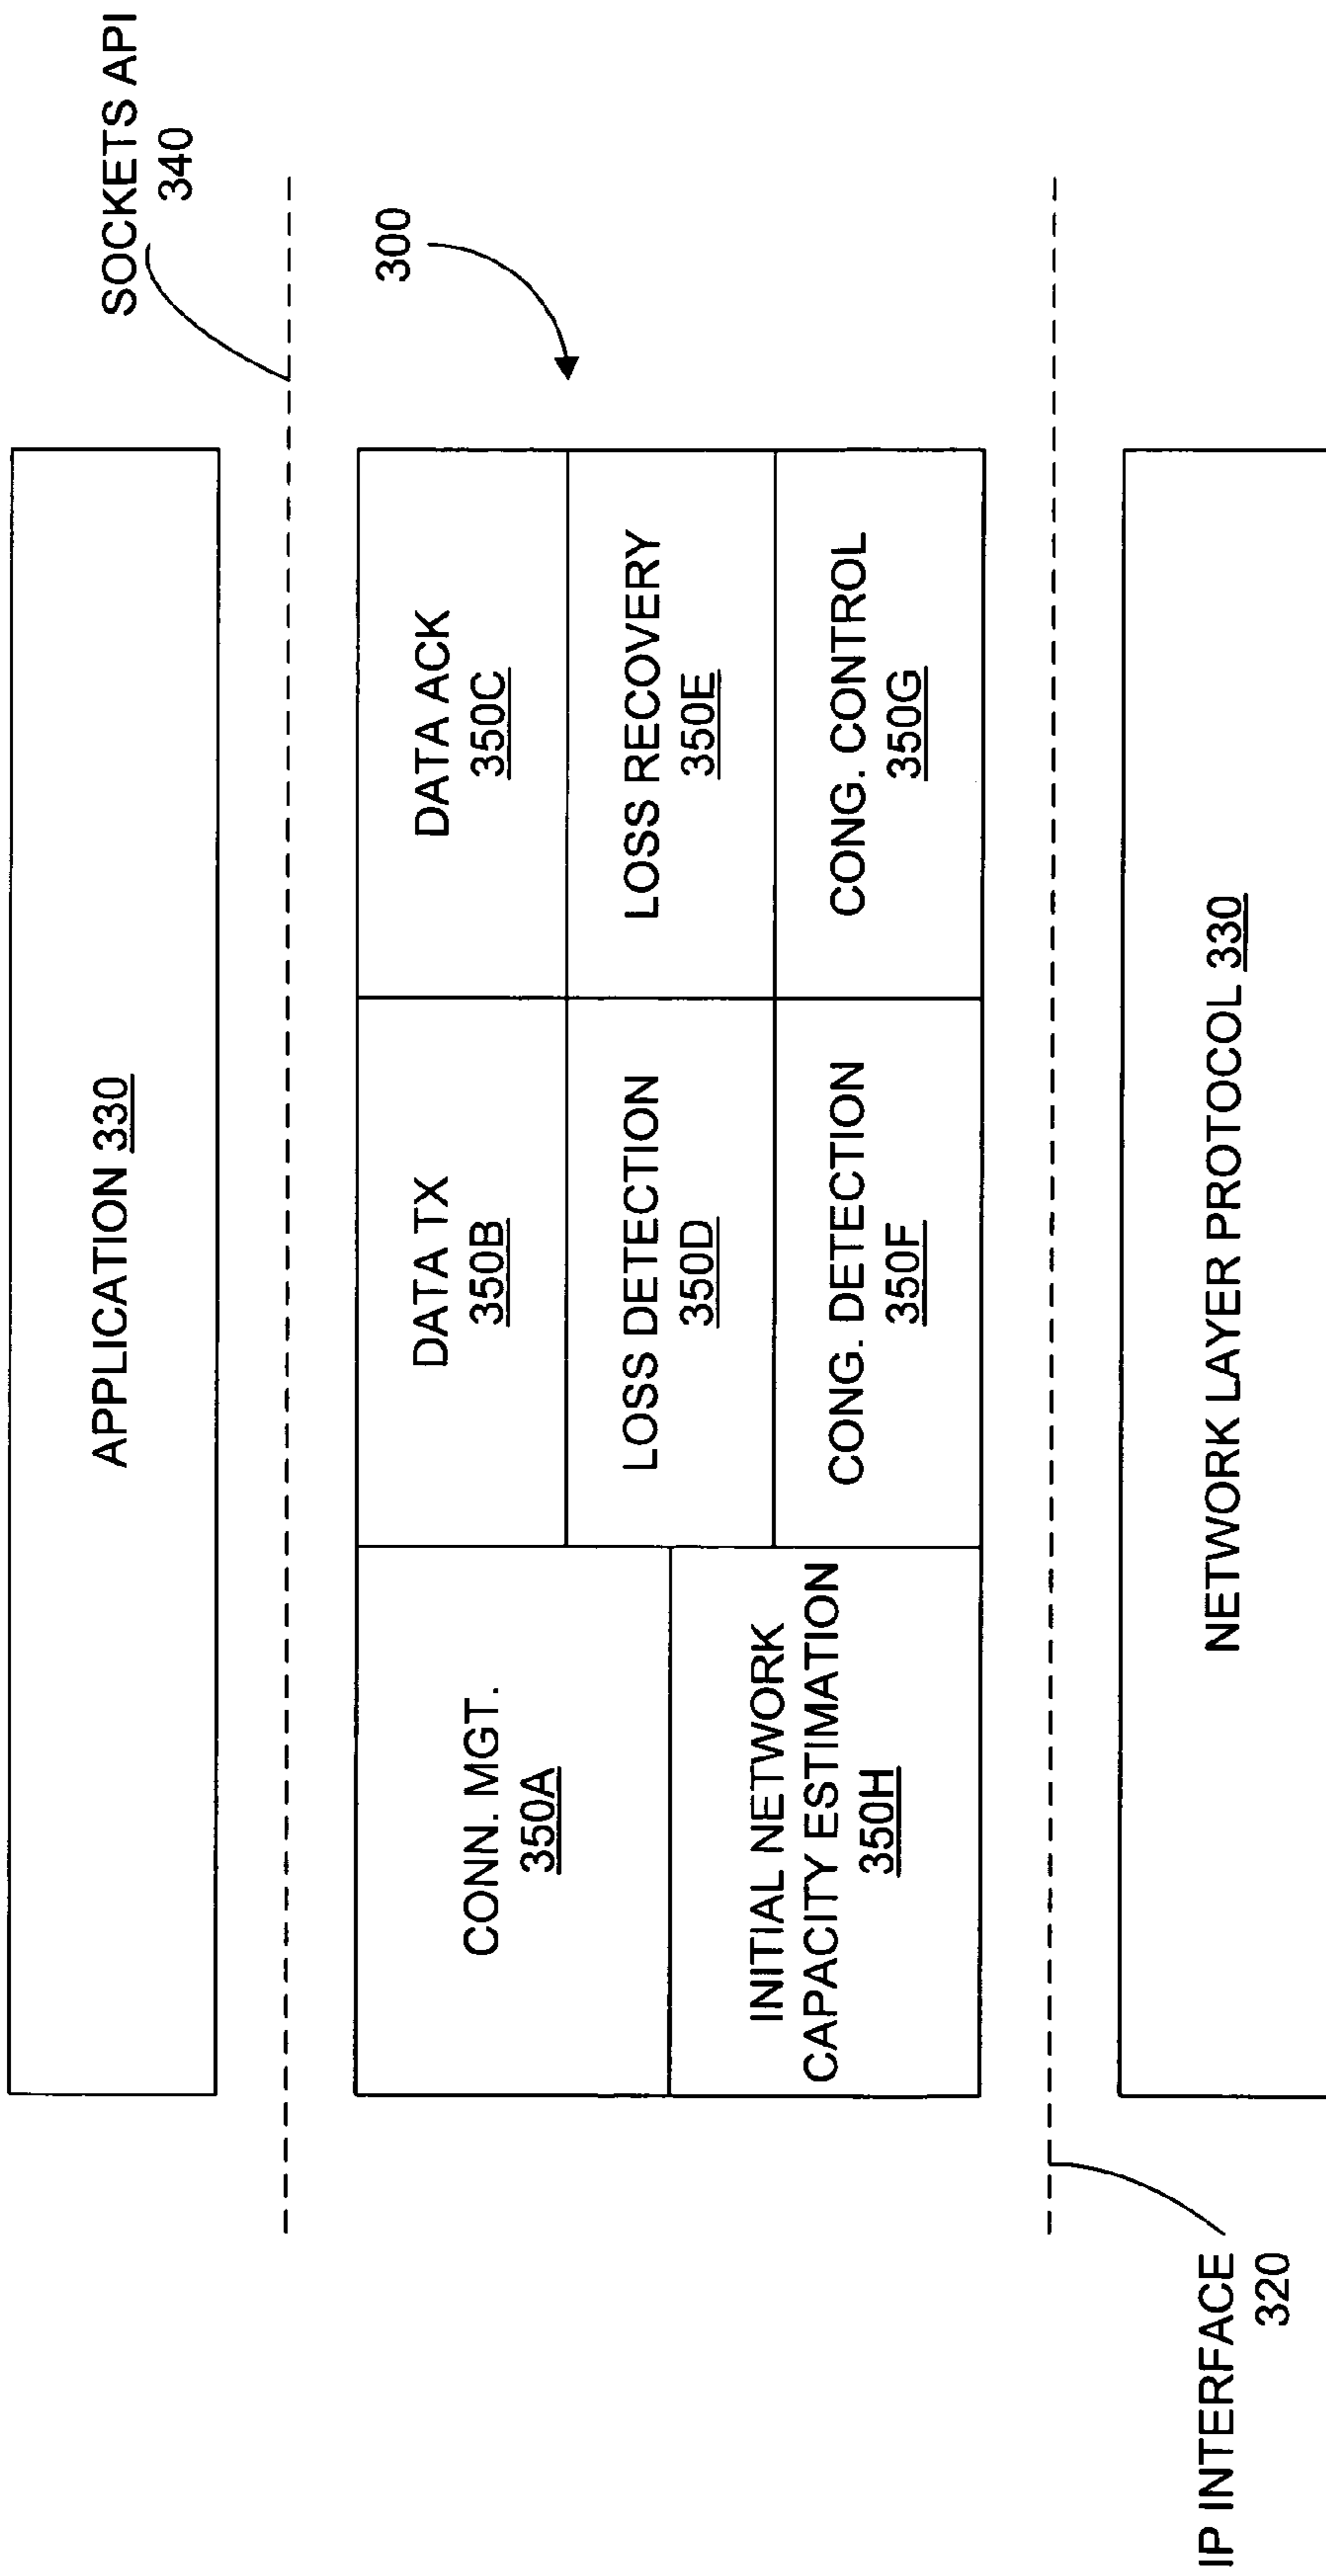 SOCKETS API
340
APPLICATION 330
300
CONN. MGT.
350A
DATA TX
350B
DATA ACK
350C
LOSS DETECTION
350D
LOSS RECOVERY
350E
INITIAL NETWORK
CAPACITY ESTIMATION
350H
CONG. DETECTION
350F
CONG. CONTROL
350G
IP INTERFACE
320
NETWORK LAYER PROTOCOL 330